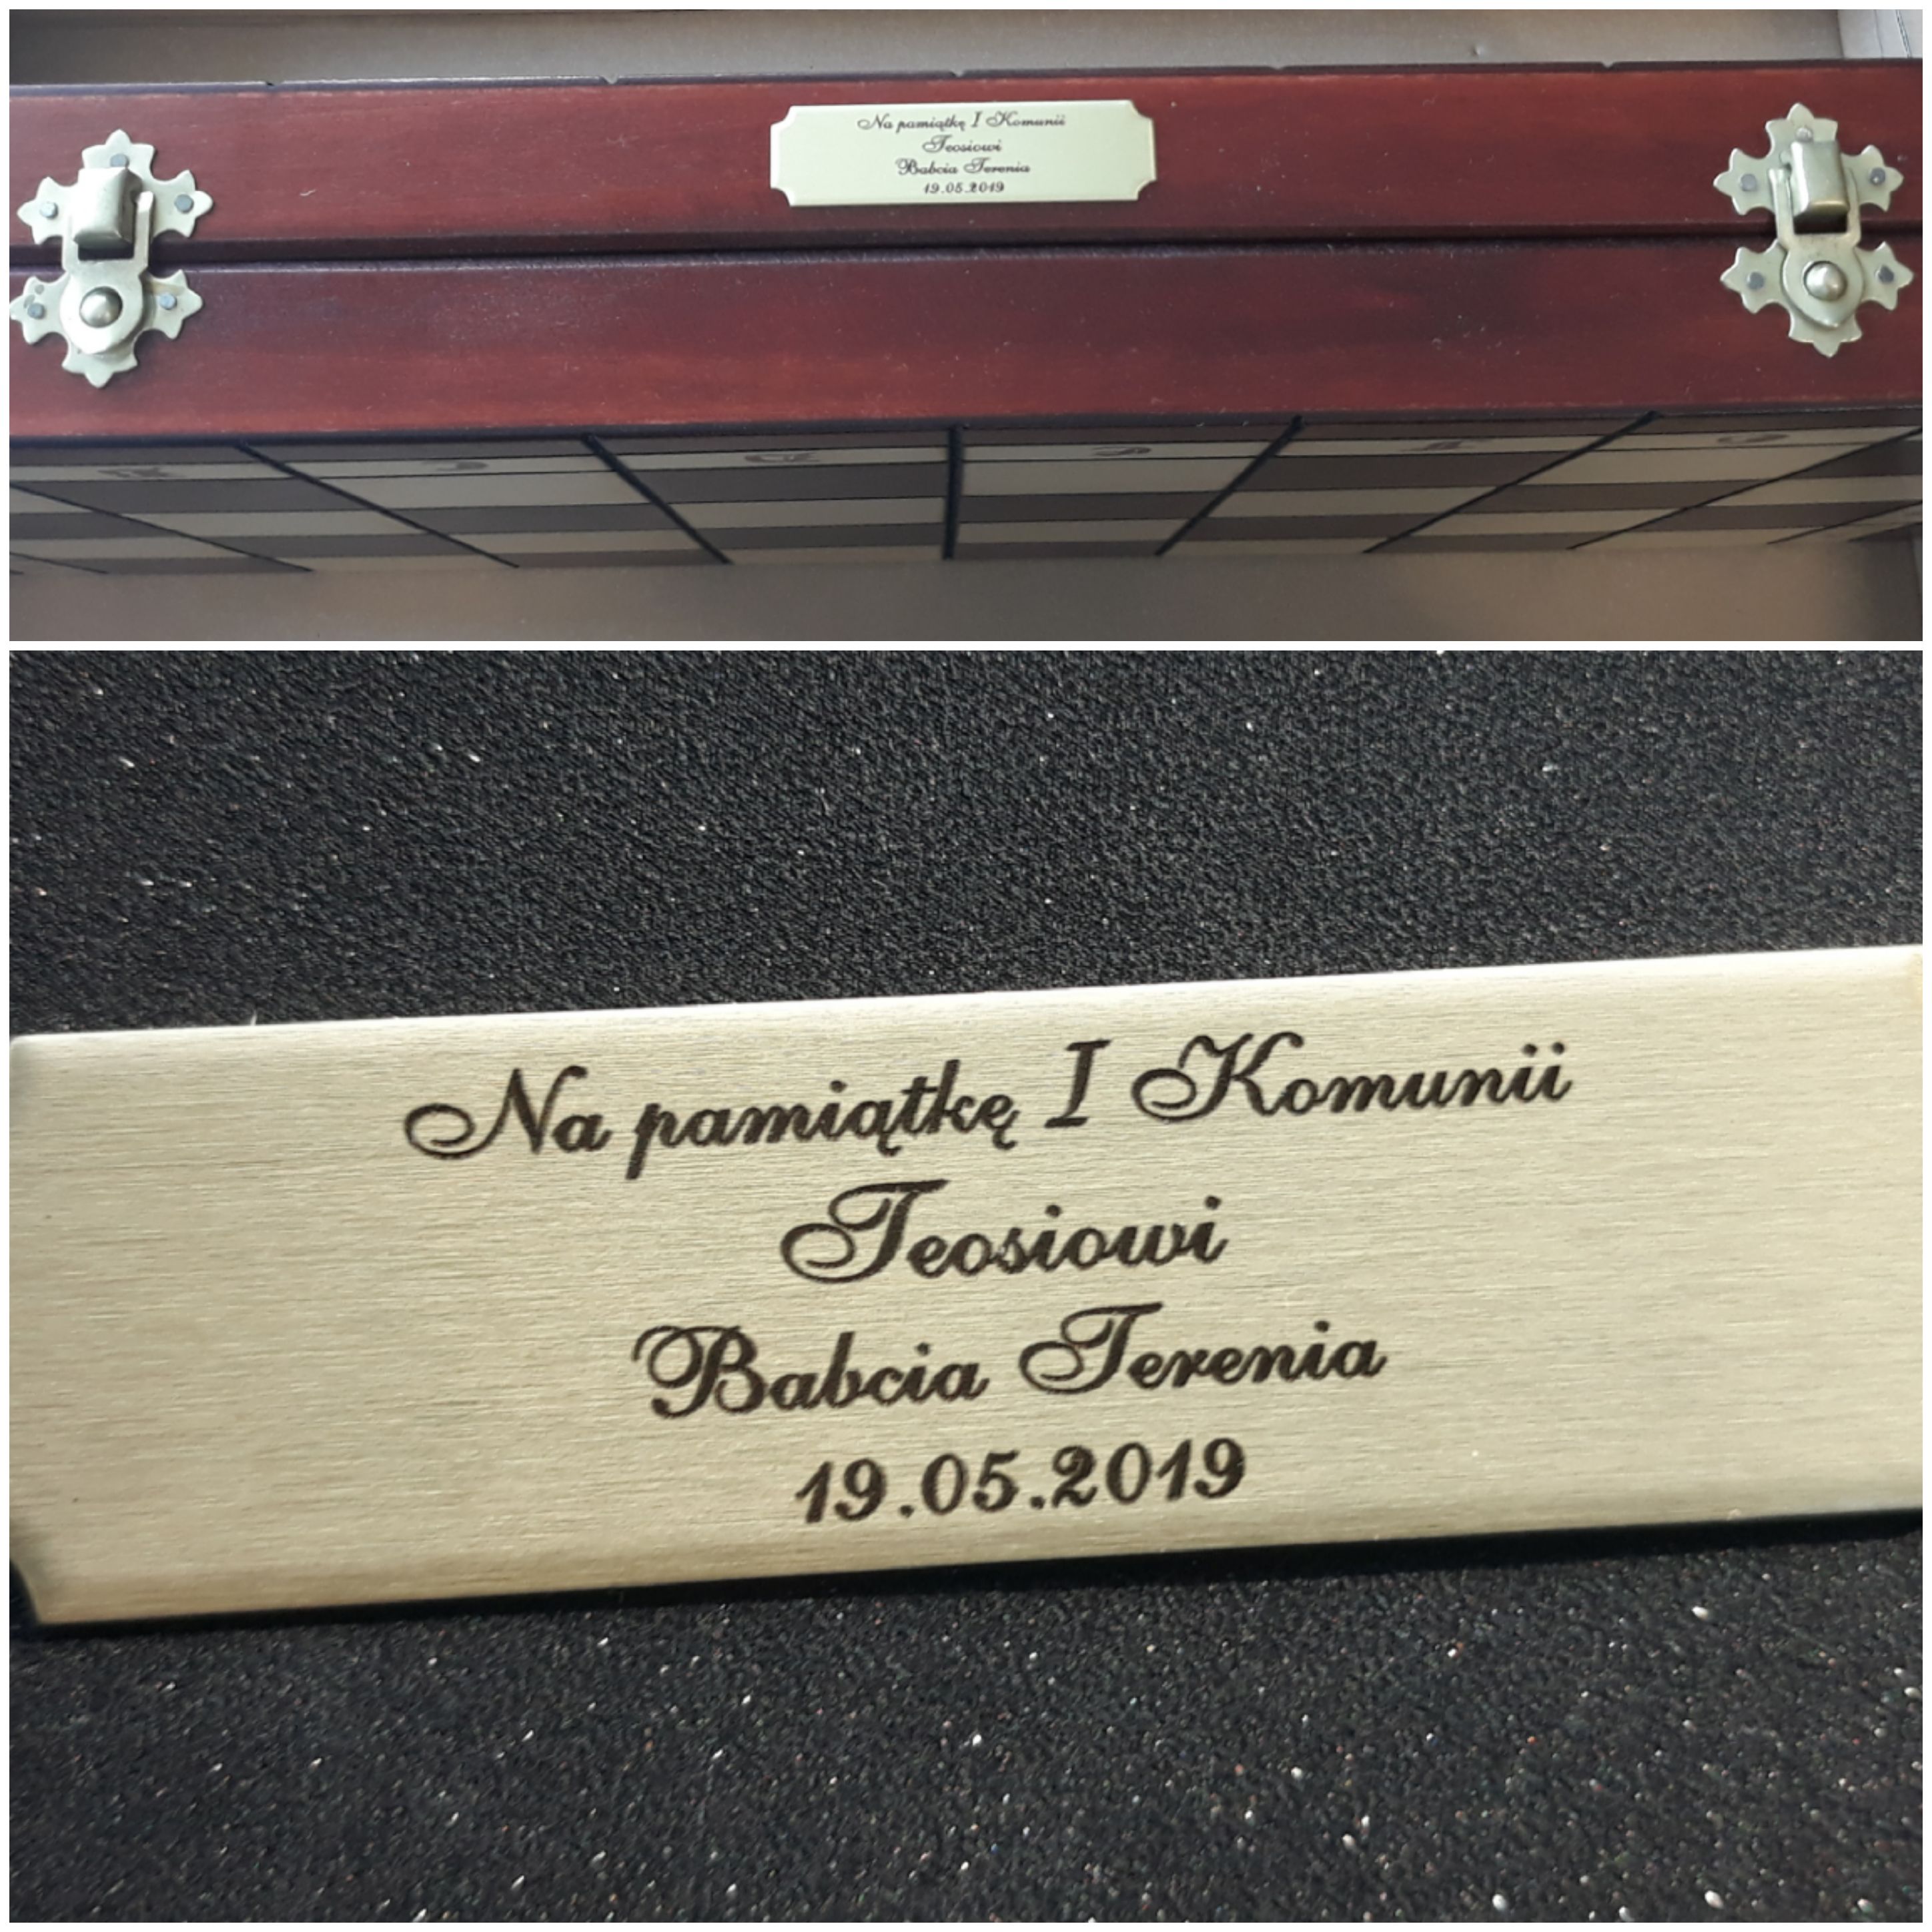 Na pamiątkę I Komunii
Teosiowi
Babcia Terenia
19.05.2019
Na pamiątkę I Komunii
Teosiowi
Babcia Terenia
19.05.2019